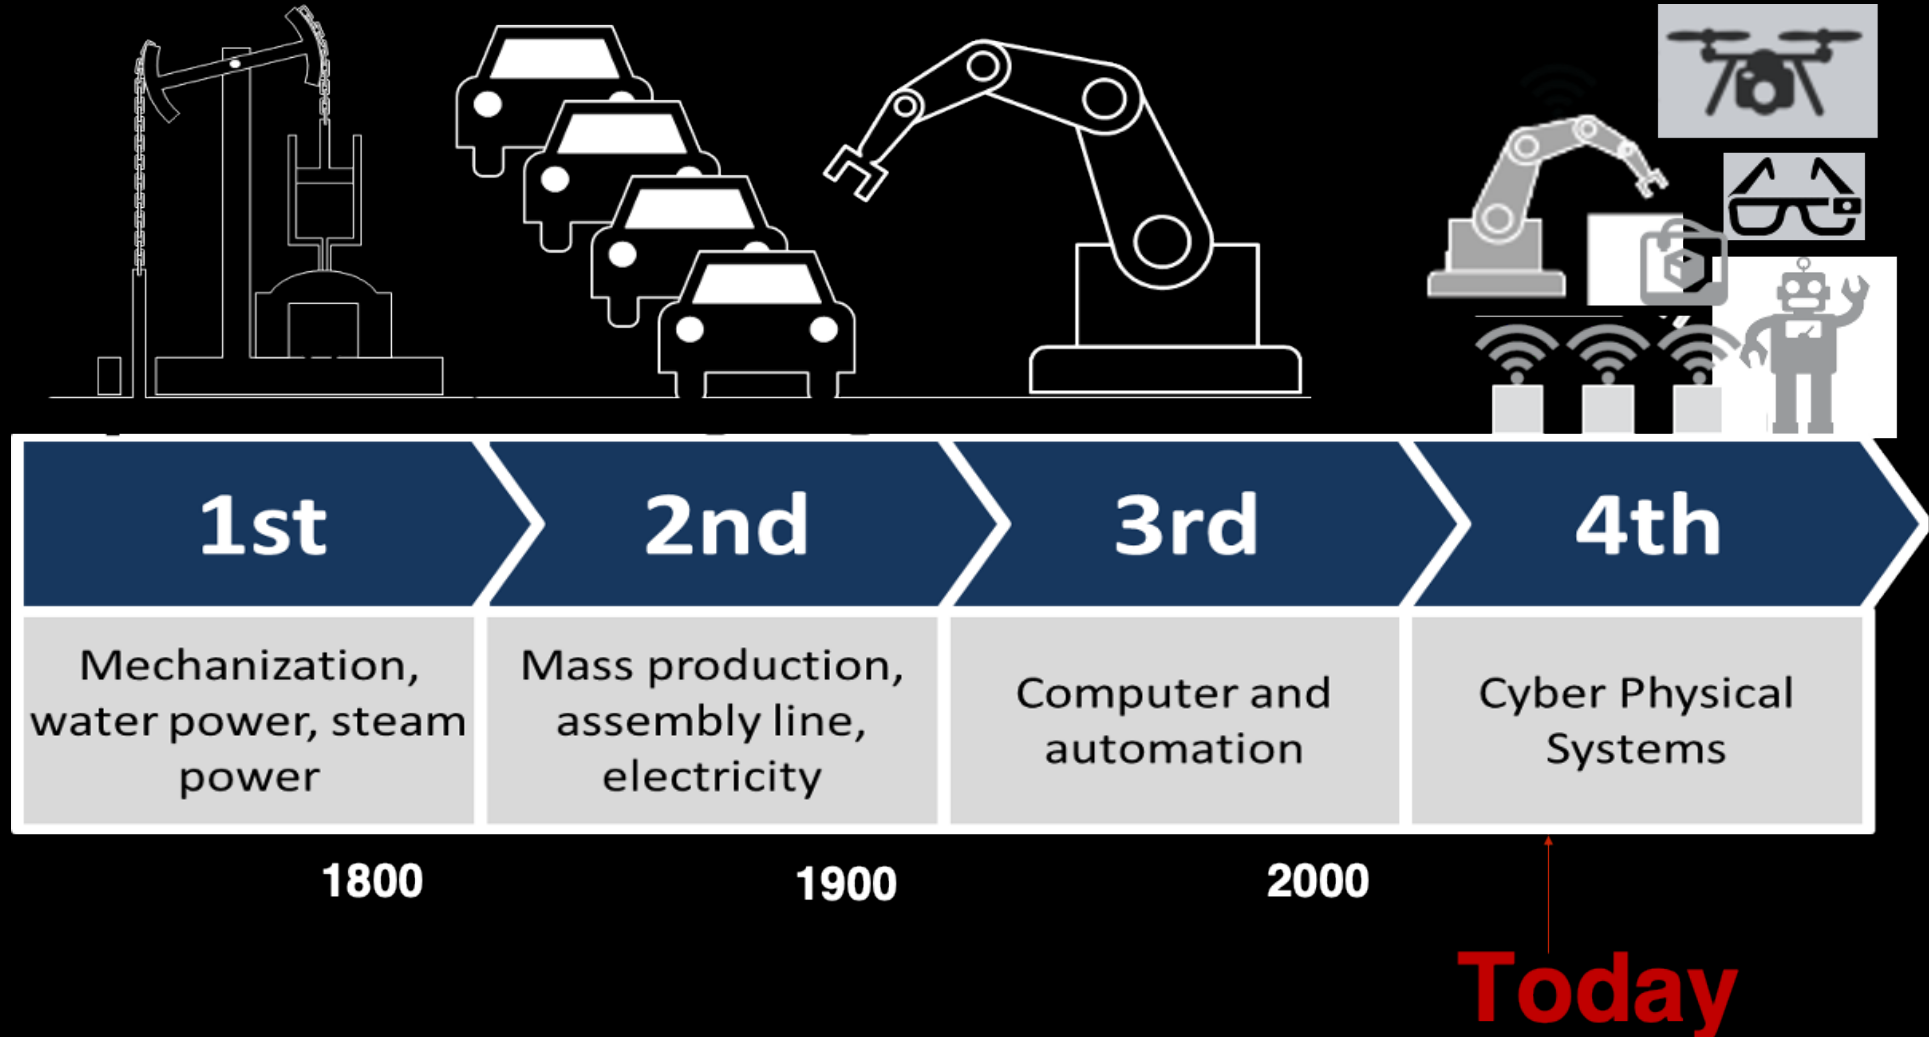 1st
2nd
3rd
4th
Mechanization,
water power, steam
power
Mass production,
assembly line,
electricity
Computer and
automation
Cyber Physical
Systems
1800
1900
2000
Today